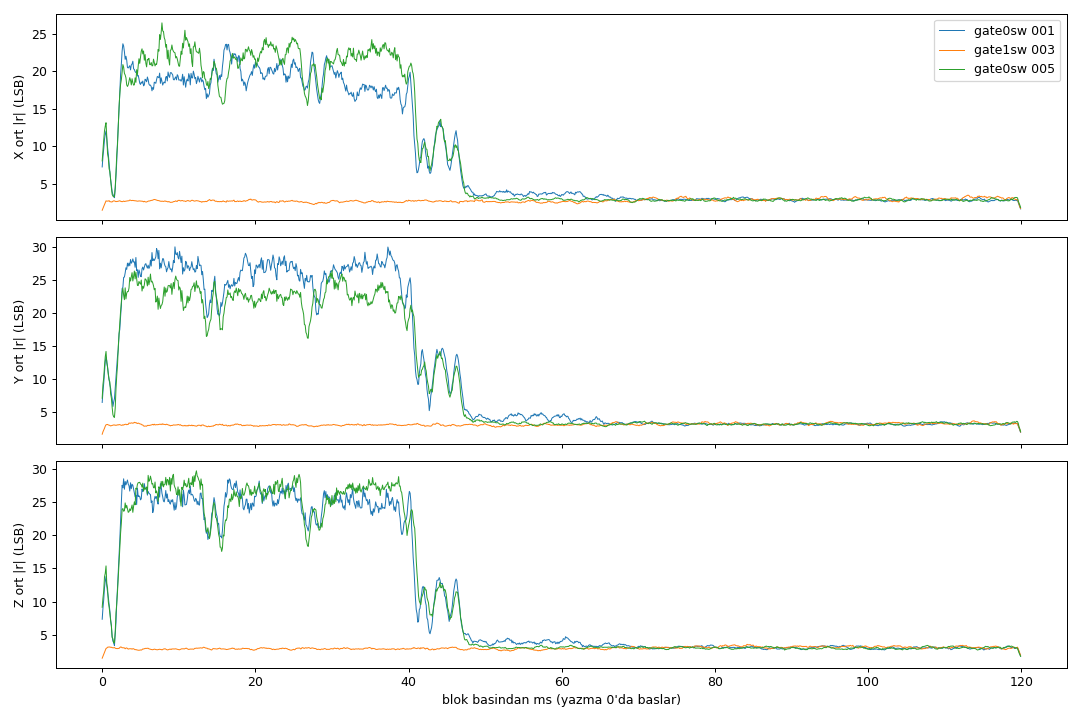 X ort |r| (LSB)
25
20
15
10
5
gate0sw 001
gate1sw 003
gate0sw 005
Y ort |r| (LSB)
30
25
20
15
10
5
Z ort |r| (LSB)
30
25
20
15
10
5
0 20 40 60 80 100 120
blok basindan ms (yazma 0'da baslar)